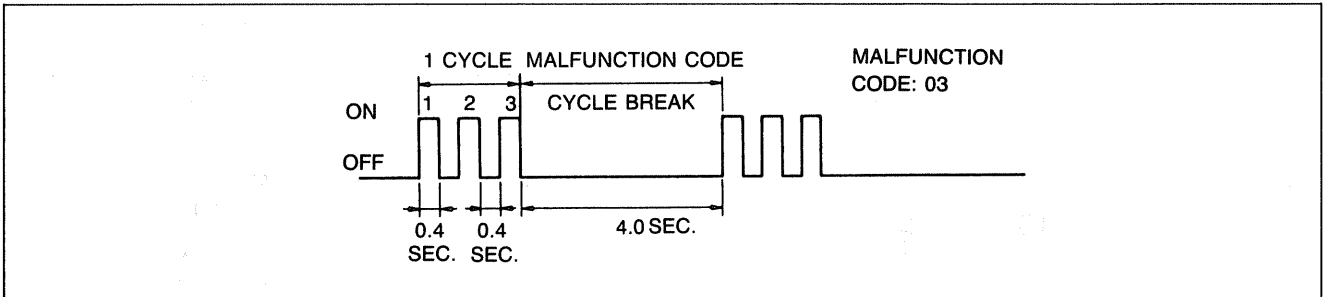 1 CYCLE MALFUNCTION CODE
MALFUNCTION
CODE: 03
ON
1 2 3 CYCLE BREAK
OFF
0.4 0.4 4.0 SEC.
SEC. SEC.